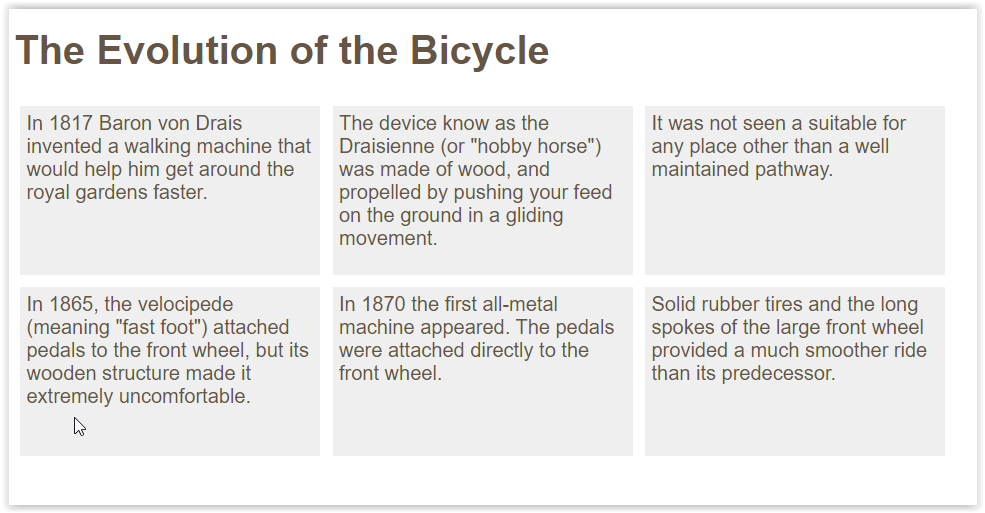 The Evolution of the Bicycle
In 1817 Baron von Drais
invented a walking machine that
would help him get around the
royal gardens faster.
The device know as the
Draisienne (or "hobby horse")
was made of wood, and
propelled by pushing your feed
on the ground in a gliding
movement.
It was not seen a suitable for
any place other than a well
maintained pathway.
In 1865, the velocipede
(meaning "fast foot") attached
pedals to the front wheel, but its
wooden structure made it
extremely uncomfortable.
In 1870 the first all-metal
machine appeared. The pedals
were attached directly to the
front wheel.
Solid rubber tires and the long
spokes of the large front wheel
provided a much smoother ride
than its predecessor.